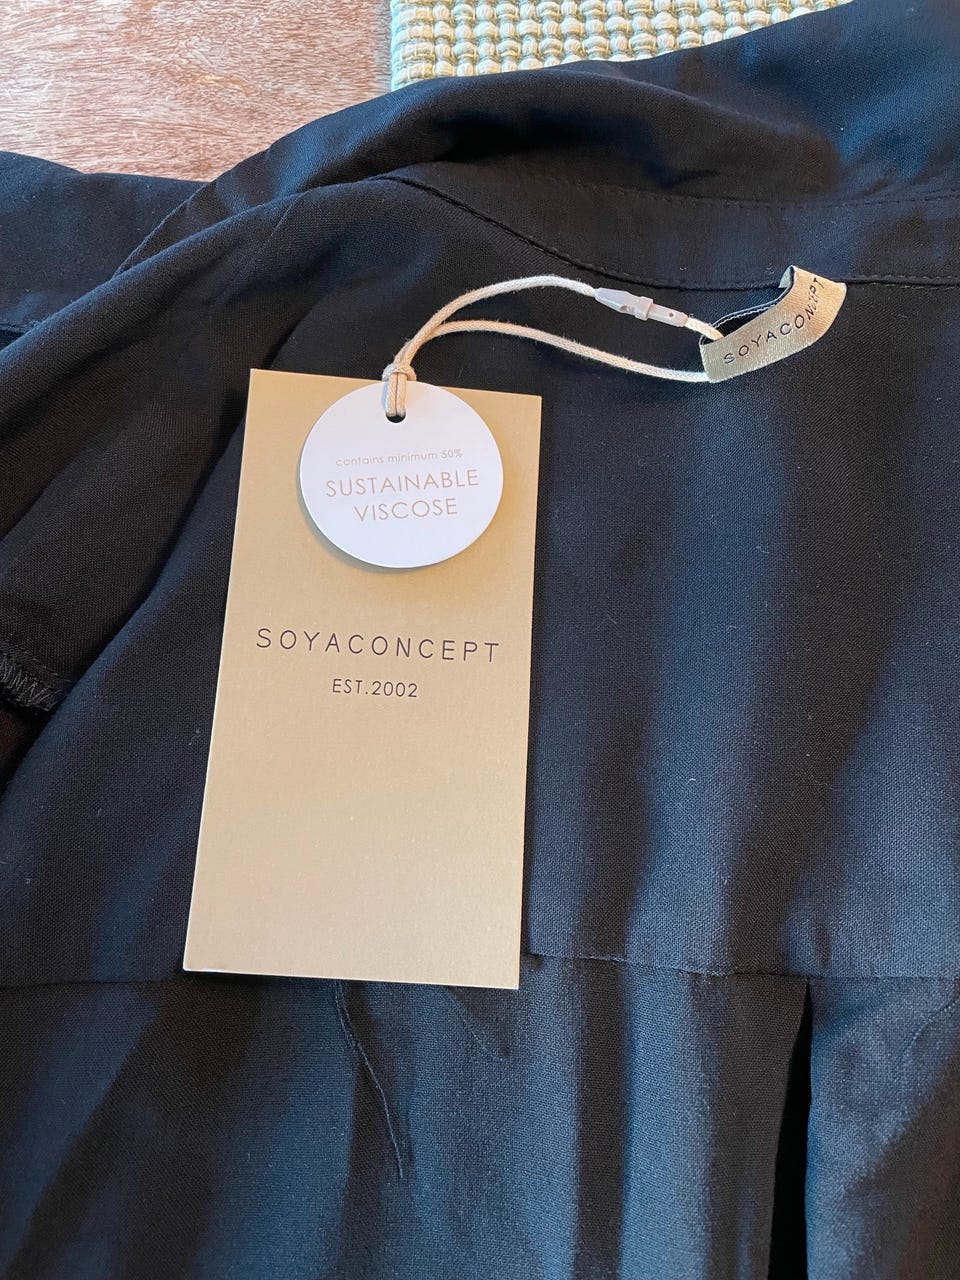 SOYACONCEPT
contains minimum 50%
SUSTAINABLE
VISCOSE
SOYACONCEPT
EST.2002